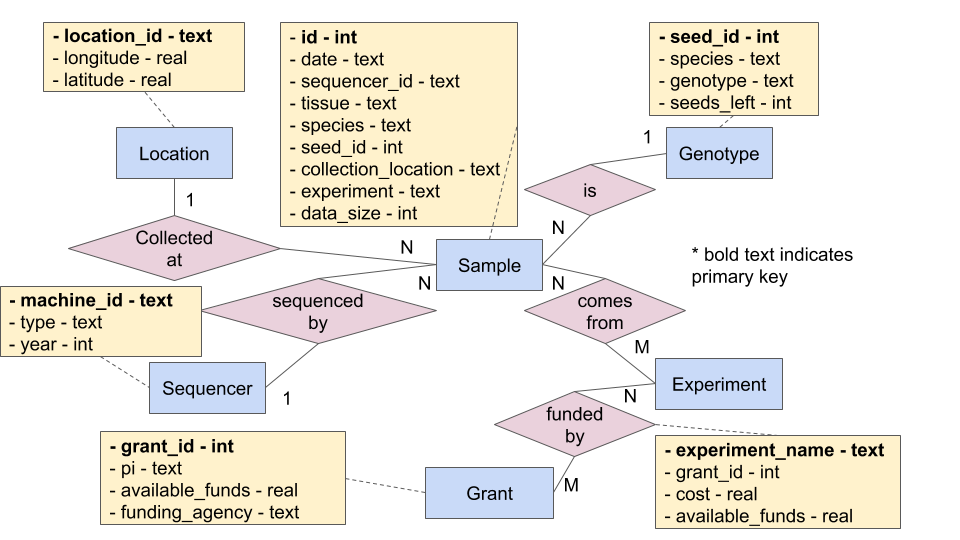 - location_id - text
- longitude - real
- latitude - real
- id - int
- date - text
- sequencer_id - text
- tissue - text
- species - text
- seed_id - int
- collection_location - text
- experiment - text
- data_size - int
- seed_id - int
- species - text
- genotype - text
- seeds_left - int
Location
1
Genotype
1
is
N
Collected
at
N
Sample
N
N
* bold text indicates
primary key
- machine_id - text
- type - text
- year - int
sequenced
by
comes
from
M
Sequencer
1
Experiment
N
funded
by
- grant_id - int
- pi - text
- available_funds - real
- funding_agency - text
Grant
M
- experiment_name - text
- grant_id - int
- cost - real
- available_funds - real